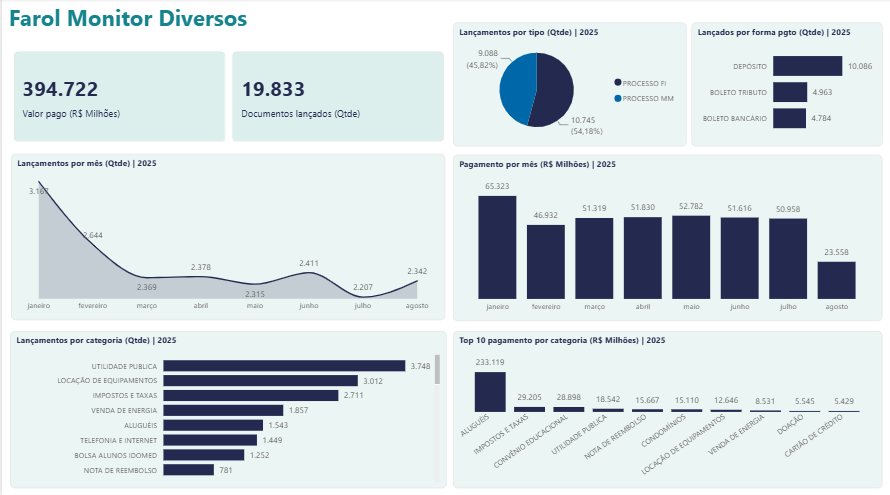 Farol Monitor Diversos
394.722
Valor pago (R$ Milhões)
19.833
Documentos lançados (Qtde)
Lançamentos por tipo (Qtde) | 2025
9.088
(45,82%)
PROCESSO FI
PROCESSO MM
10.745
(54,18%)
Lançados por forma pgto (Qtde) | 2025
DEPÓSITO 10.086
BOLETO TRIBUTO 4.963
BOLETO BANCÁRIO 4.784
Lançamentos por mês (Qtde) | 2025
3.167
2.644
2.369
2.378
2.315
2.411
2.207
2.342
janeiro fevereiro março abril maio junho julho agosto
Pagamento por mês (R$ Milhões) | 2025
65.323 46.932 51.319 51.830 52.782 51.616 50.958 23.558
janeiro fevereiro março abril maio junho julho agosto
Lançamentos por categoria (Qtde) | 2025
UTILIDADE PUBLICA 3.748
LOCAÇÃO DE EQUIPAMENTOS 3.012
IMPOSTOS E TAXAS 2.711
VENDA DE ENERGIA 1.857
ALUGUÉIS 1.543
TELEFONIA E INTERNET 1.449
BOLSA ALUNOS IDOMED 1.252
NOTA DE REEMBOLSO 781
Top 10 pagamento por categoria (R$ Milhões) | 2025
233.119 29.205 28.898 18.542 15.667 15.110 12.646 8.531 5.545 5.429
ALUGUÉIS
IMPOSTOS E TAXAS
CONVÊNIO EDUCACIONAL
UTILIDADE PUBLICA
NOTA DE REEMBOLSO
CONDOMÍNIOS
LOCAÇÃO DE EQUIPAMENTOS
VENDA DE ENERGIA
DOAÇÃO
CARTÃO DE CRÉDITO